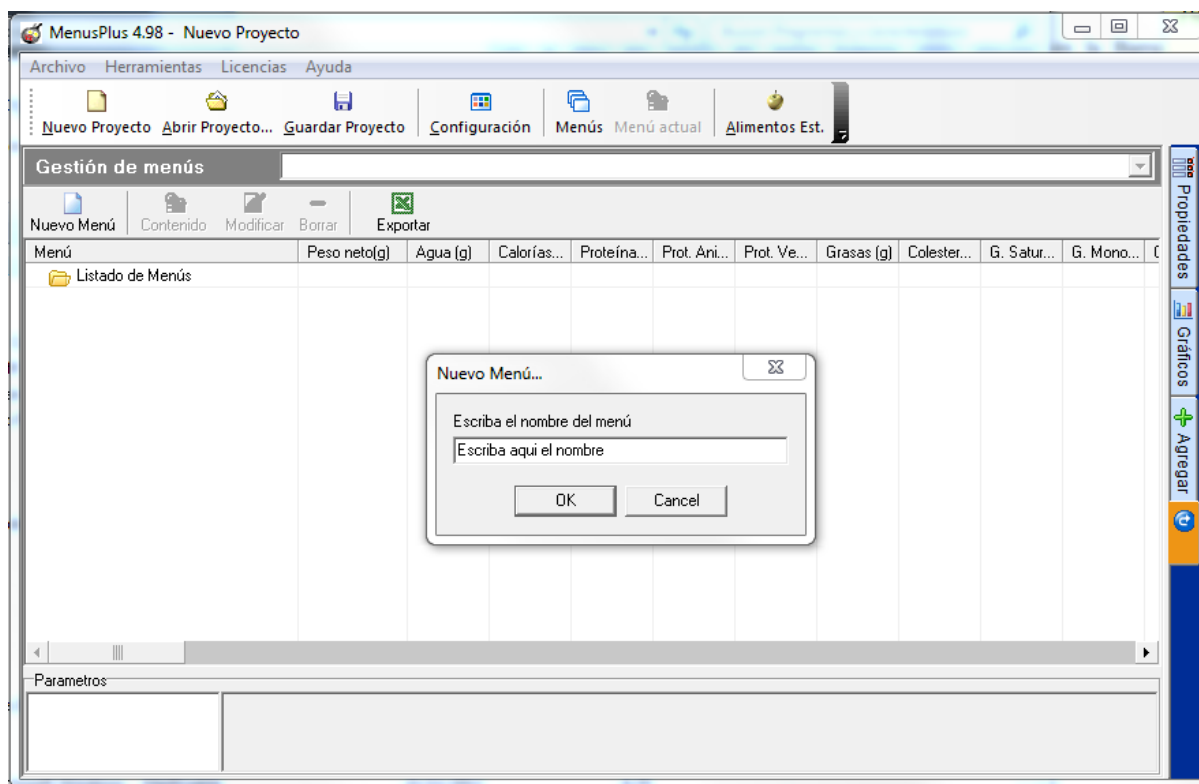 MenusPlus 4.98 - Nuevo Proyecto
Archivo Herramientas Licencias Ayuda
Nuevo Proyecto Abrir Proyecto... Guardar Proyecto Configuración Menús Menú actual Alimentos Est.
Gestión de menús
Nuevo Menú Contenido Modificar Borrar Exportar
Menú Peso neto(g) Agua (g) Calorías... Proteína... Prot. Ani... Prot. Ve... Grasas (g) Colester... G. Satur... G. Mono...
Listado de Menús
Nuevo Menú...
Escriba el nombre del menú
Escriba aqui el nombre
OK Cancel
Parametros
Propiedades
Gráficos
Agregar